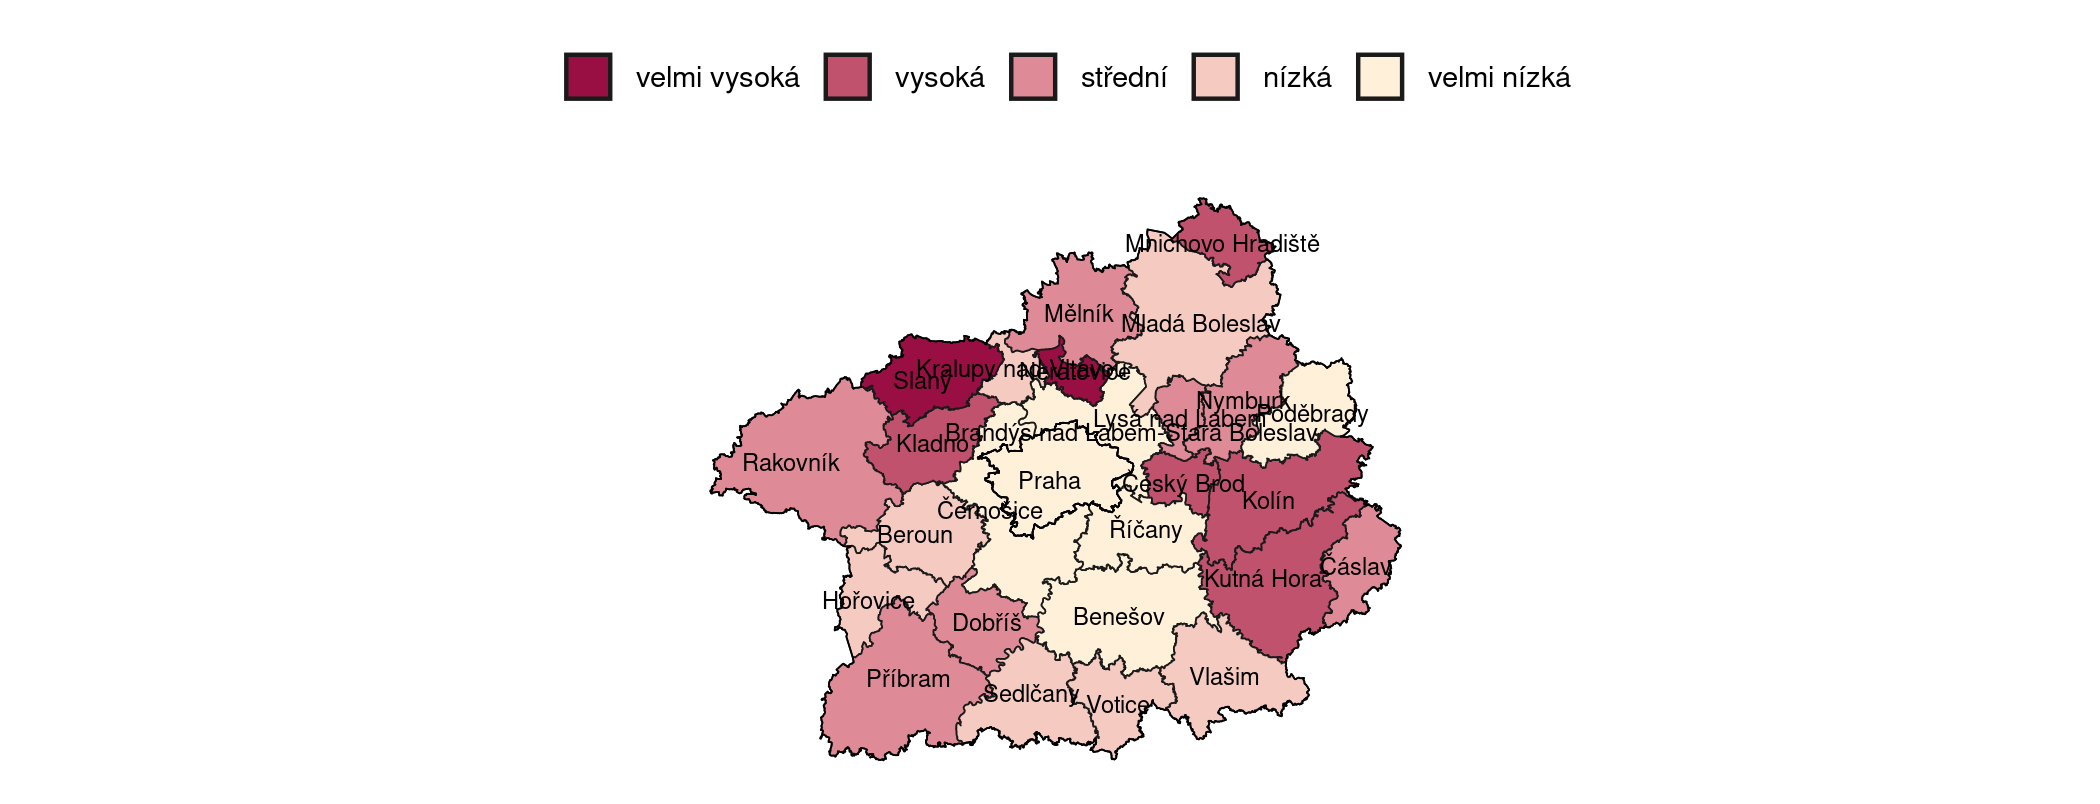 velmi vysoká
vysoká
střední
nízká
velmi nízká
Mnichovo Hradiště
Mělník
Mladá Boleslav
Kralupy nad Vltavou
Neratovice
Slaný
Nymburk
Poděbrady
Lysá nad Labem
Brandýs nad Labem-Stará Boleslav
Kladno
Rakovník
Praha
Český Brod
Kolín
Černošice
Říčany
Beroun
Čáslav
Kutná Hora
Hořovice
Benešov
Dobříš
Příbram
Vlašim
Sedlčany
Votice